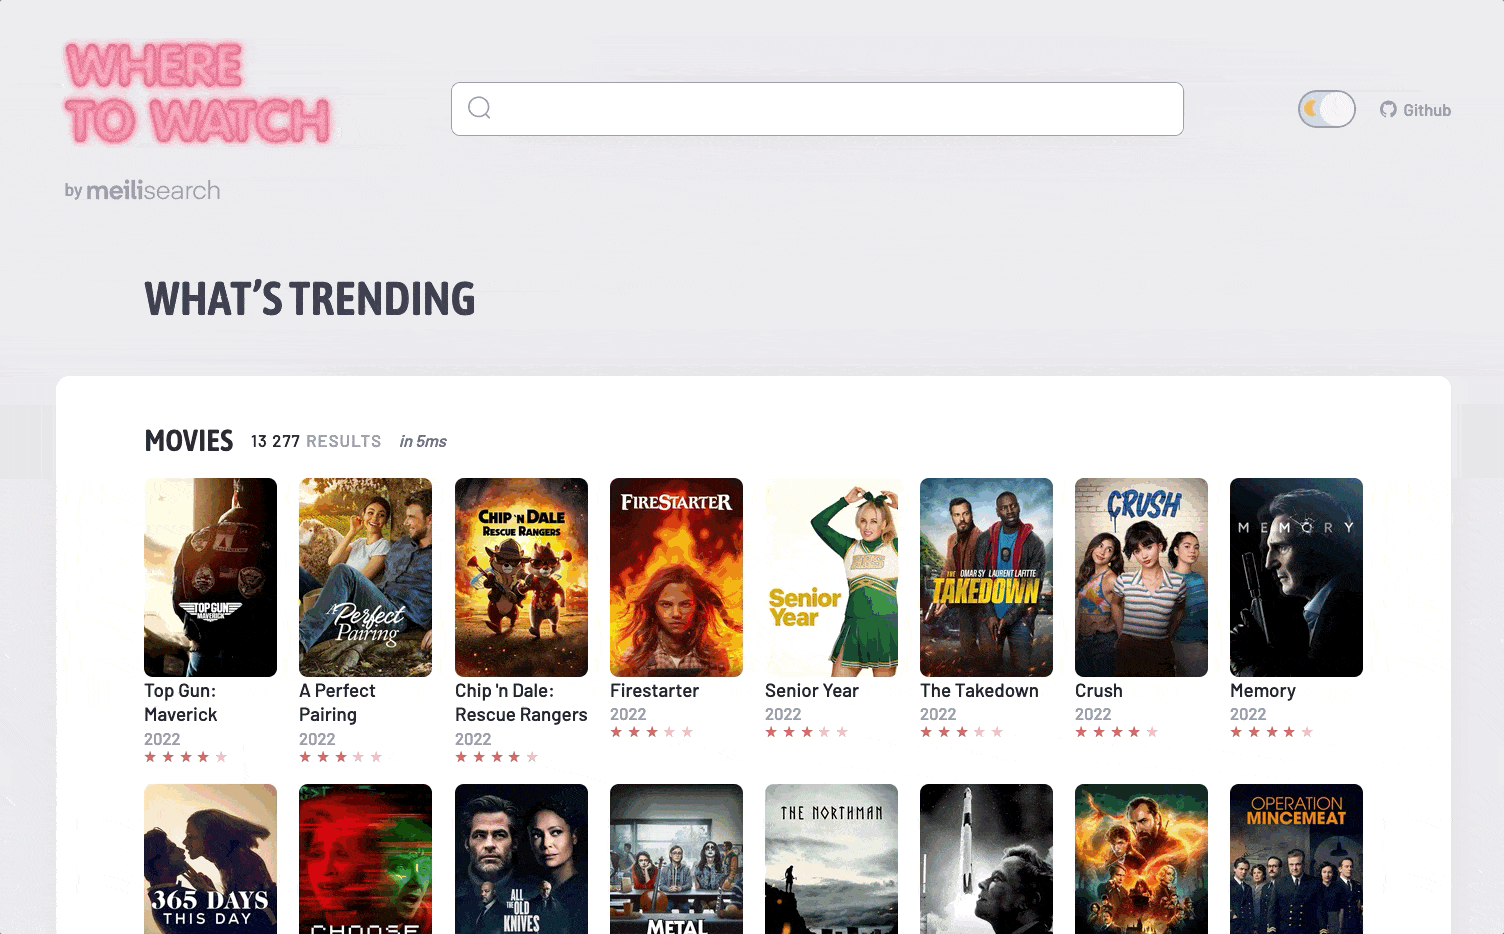 WHERE
TO WATCH
Github
by meilisearch
WHAT'S TRENDING
MOVIES 13 277 RESULTS in 5ms
TOP GUN
MAVERICK
A Perfect
Pairing
CHIP 'N DALE
RESCUE RANGERS
FIRESTARTER
Senior
Year
OMAR SY LAURENT LAFITTE
THE
TAKEDOWN
CRUSH
MEMORY
Top Gun:
Maverick
2022
A Perfect
Pairing
2022
Chip 'n Dale:
Rescue Rangers
2022
Firestarter
2022
Senior Year
2022
The Takedown
2022
Crush
2022
Memory
2022
365 DAYS
THIS DAY
CHOOSE
ALL
THE OLD
KNIVES
METAL
THE NORTHMAN
OPERATION
MINCEMEAT